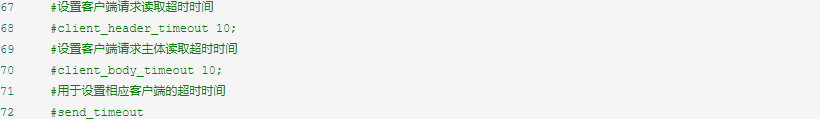 67 #设置客户端请求读取超时时间
68 #client_header_timeout 10;
69 #设置客户端请求主体读取超时时间
70 #client_body_timeout 10;
71 #用于设置相应客户端的超时时间
72 #send_timeout